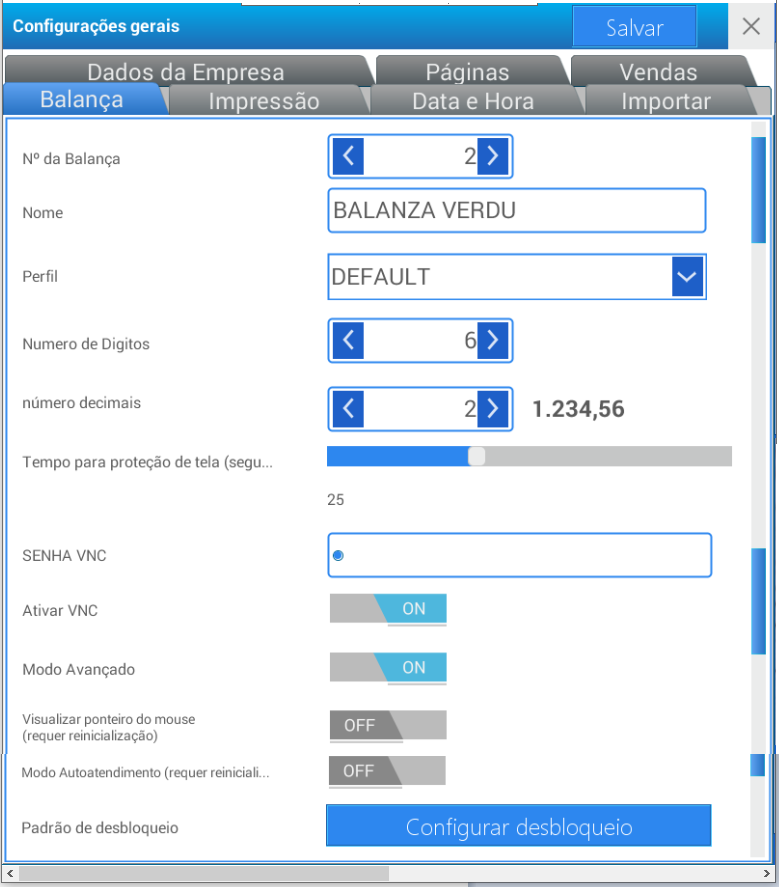 Configurações gerais
Salvar
Dados da Empresa
Páginas
Vendas
Balança
Impressão
Data e Hora
Importar
Nº da Balança
2
Nome
BALANZA VERDU
Perfil
DEFAULT
Numero de Digitos
6
número decimais
2
1.234,56
Tempo para proteção de tela (segu...
25
SENHA VNC
Ativar VNC
ON
Modo Avançado
ON
Visualizar ponteiro do mouse
(requer reinicialização)
OFF
Modo Autoatendimento (requer reiniciali...
OFF
Padrão de desbloqueio
Configurar desbloqueio